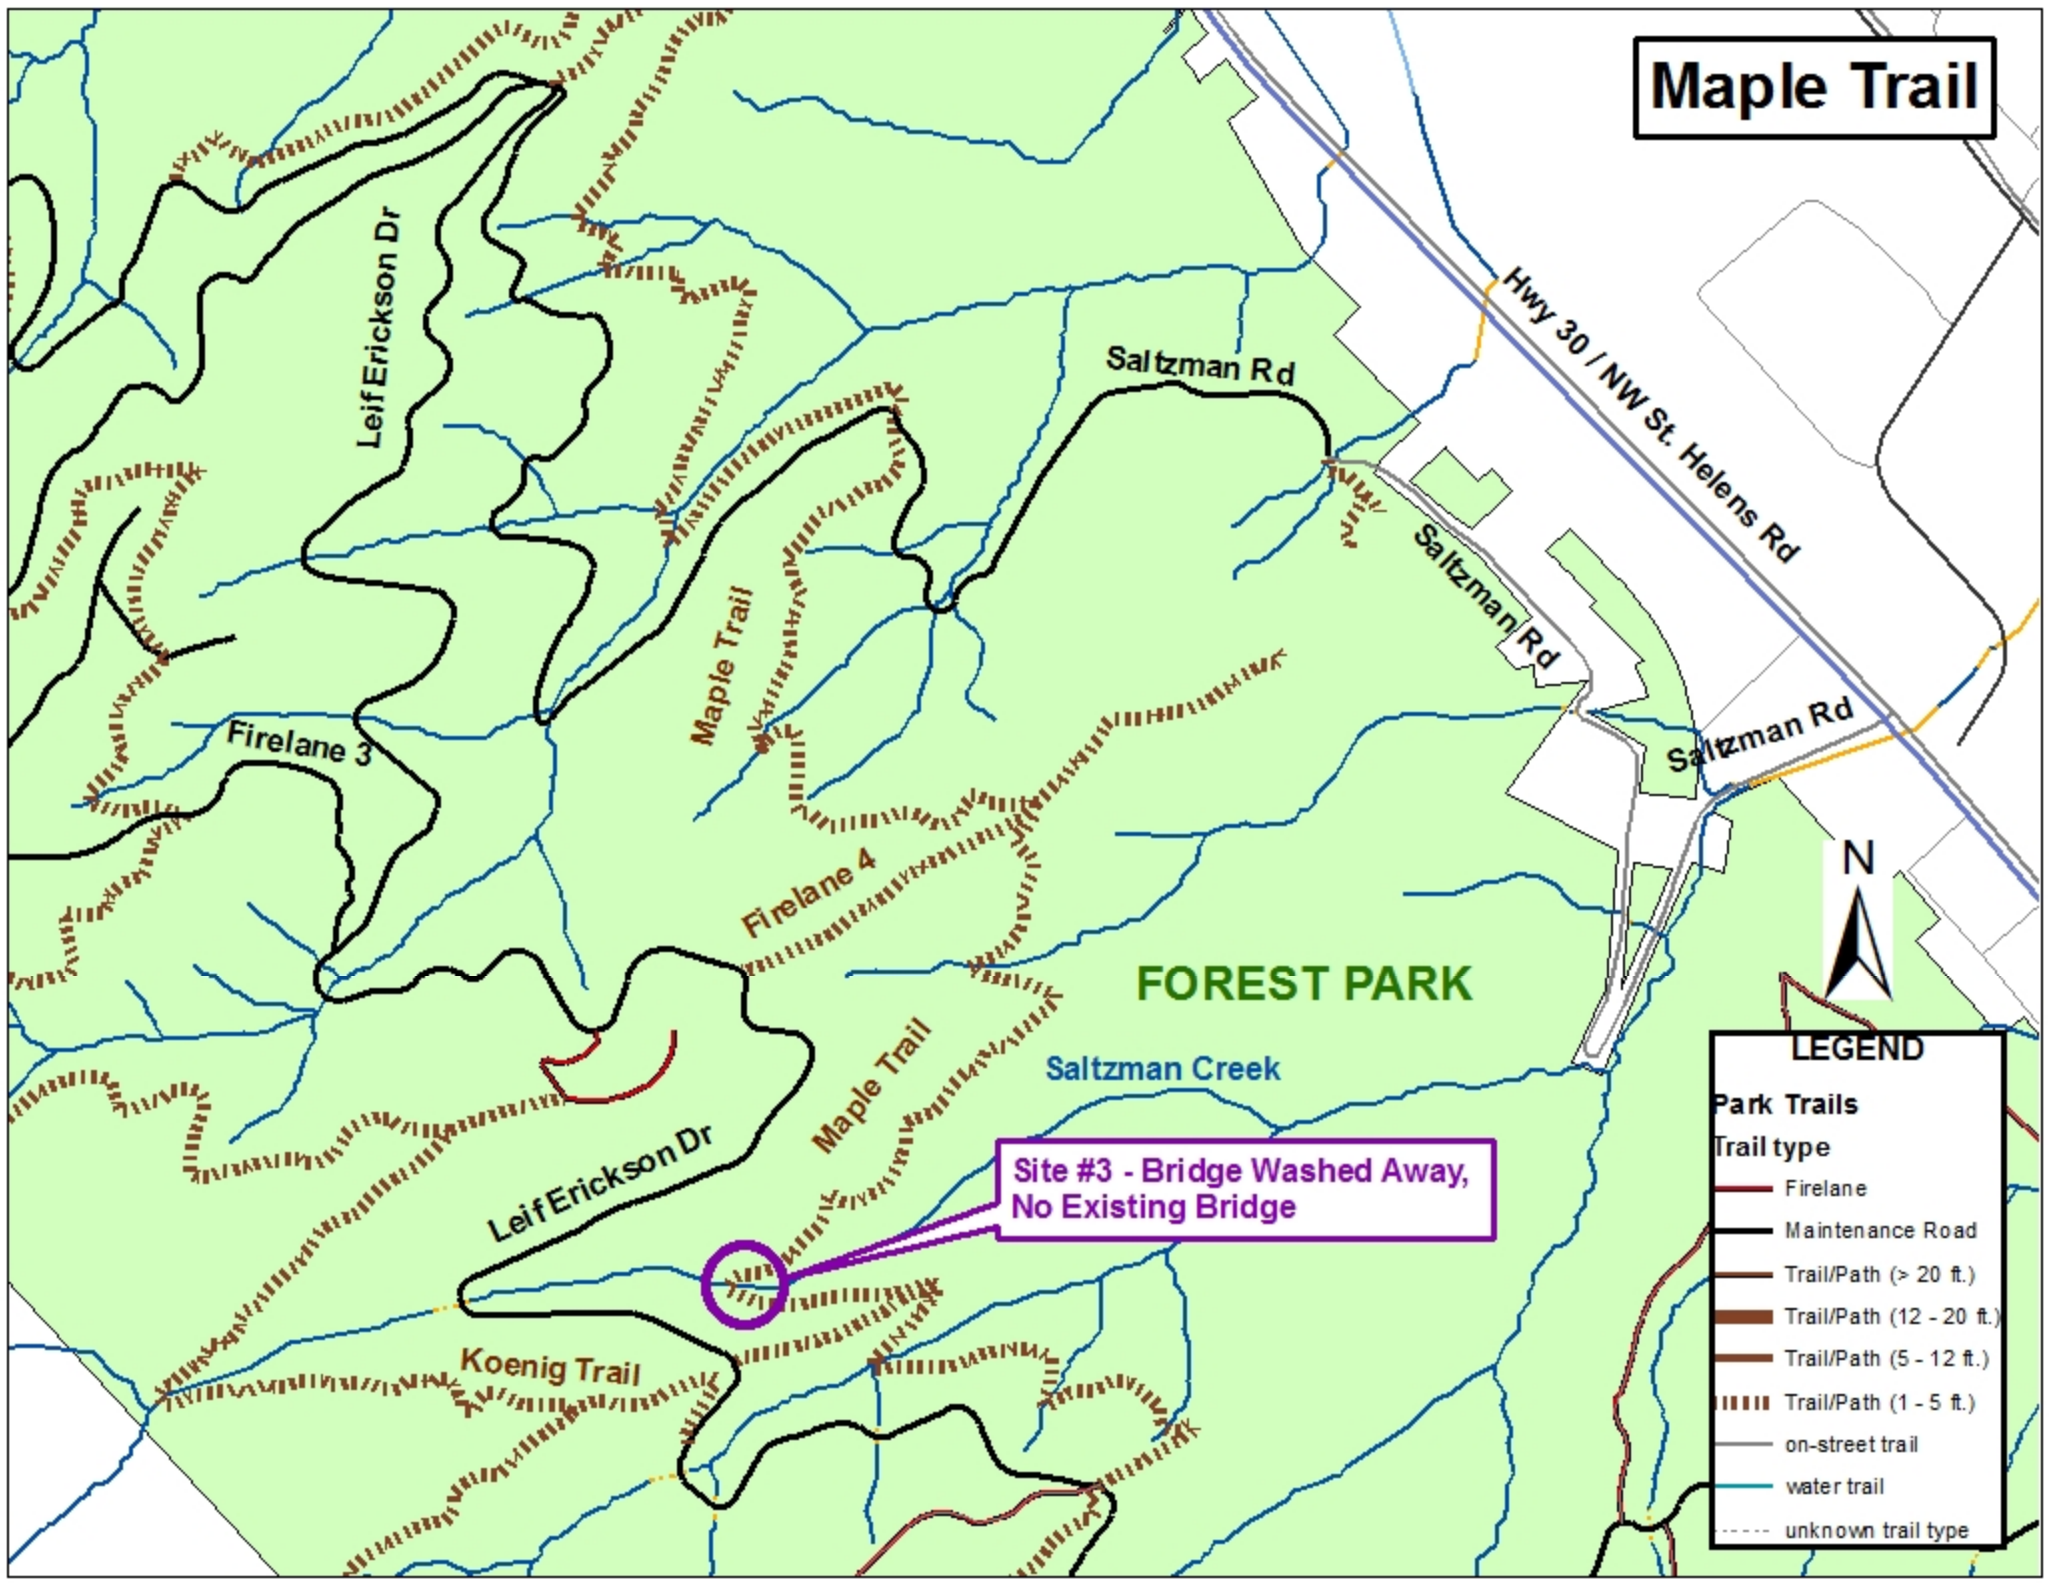 Maple Trail
Leif Erickson Dr
Saltzman Rd
Hwy 30 / NW St. Helens Rd
Saltzman Rd
Maple Trail
Saltzman Rd
Firelane 3
Firelane 4
N
FOREST PARK
Maple Trail
Saltzman Creek
Leif Erickson Dr
Site #3 - Bridge Washed Away,
No Existing Bridge
Koenig Trail
LEGEND
Park Trails
Trail type
Firelane
Maintenance Road
Trail/Path (> 20 ft.)
Trail/Path (12 - 20 ft.)
Trail/Path (5 - 12 ft.)
Trail/Path (1 - 5 ft.)
on-street trail
water trail
unknown trail type